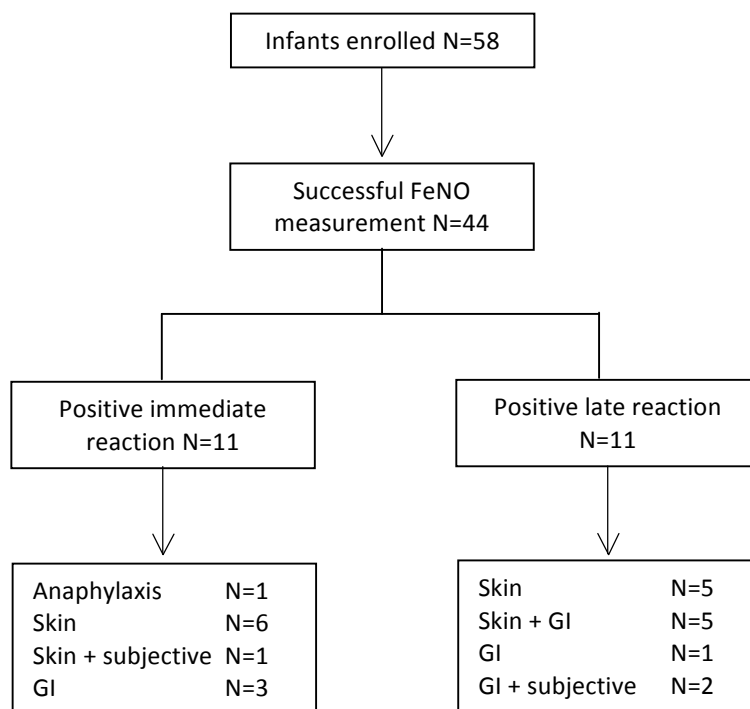 Infants enrolled N=58
Successful FeNO
measurement N=44
Positive immediate
reaction N=11
Positive late reaction
N=11
Anaphylaxis N=1
Skin N=6
Skin + subjective N=1
GI N=3
Skin N=5
Skin + GI N=5
GI N=1
GI + subjective N=2